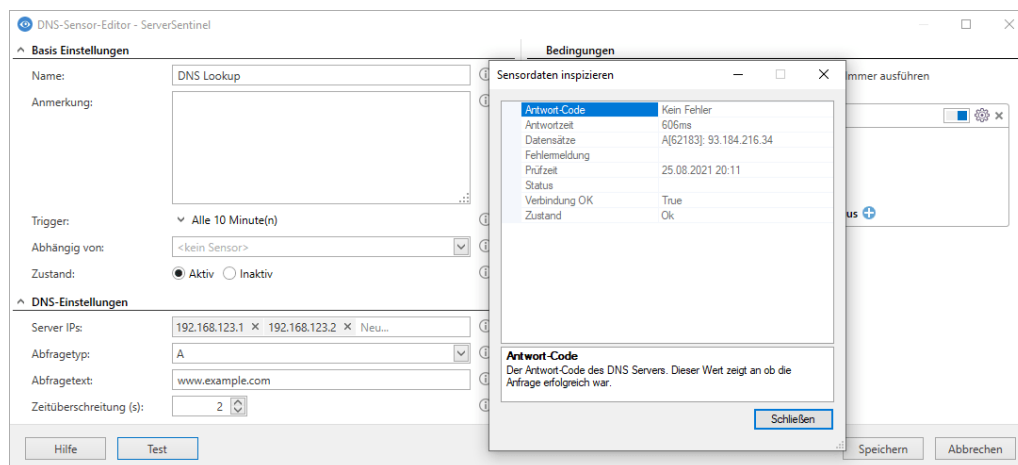 DNS-Sensor-Editor - ServerSentinel
Basis Einstellungen
Name: DNS Lookup
Anmerkung:
Trigger: Alle 10 Minute(n)
Abhängig von: <kein Sensor>
Zustand: Aktiv Inaktiv
DNS-Einstellungen
Server IPs: 192.168.123.1 × 192.168.123.2 × Neu...
Abfragetyp: A
Abfragetext: www.example.com
Zeitüberschreitung (s): 2
Bedingungen
Immer ausführen
us
Sensordaten inspizieren
Antwort-Code Kein Fehler
Antwortzeit 606ms
Datensätze A[62183]: 93.184.216.34
Fehlermeldung
Prüfzeit 25.08.2021 20:11
Status
Verbindung OK True
Zustand Ok
Antwort-Code
Der Antwort-Code des DNS Servers. Dieser Wert zeigt an ob die
Anfrage erfolgreich war.
Schließen
Hilfe Test Speichern Abbrechen